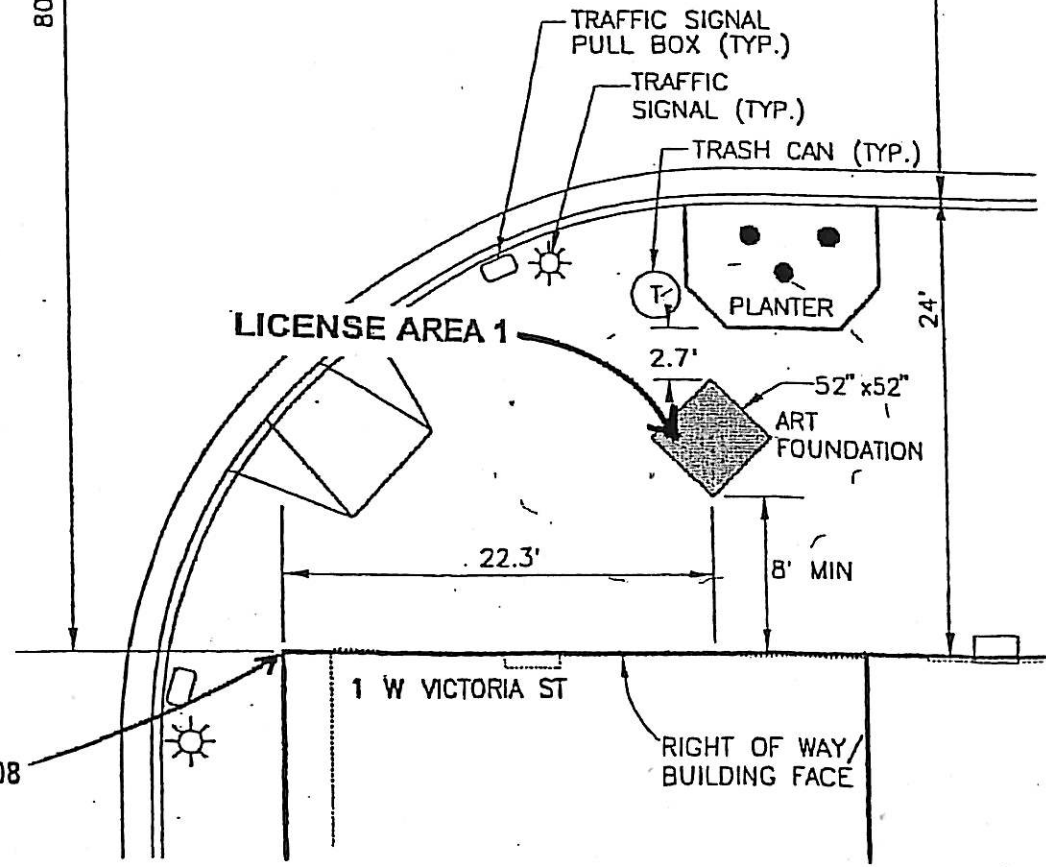 80
TRAFFIC SIGNAL
PULL BOX (TYP.)
TRAFFIC
SIGNAL (TYP.)
TRASH CAN (TYP.)
T
PLANTER
24'
LICENSE AREA 1
2.7'
52" x52"
ART
FOUNDATION
22.3'
8' MIN
1 W VICTORIA ST
RIGHT OF WAY/
BUILDING FACE
08